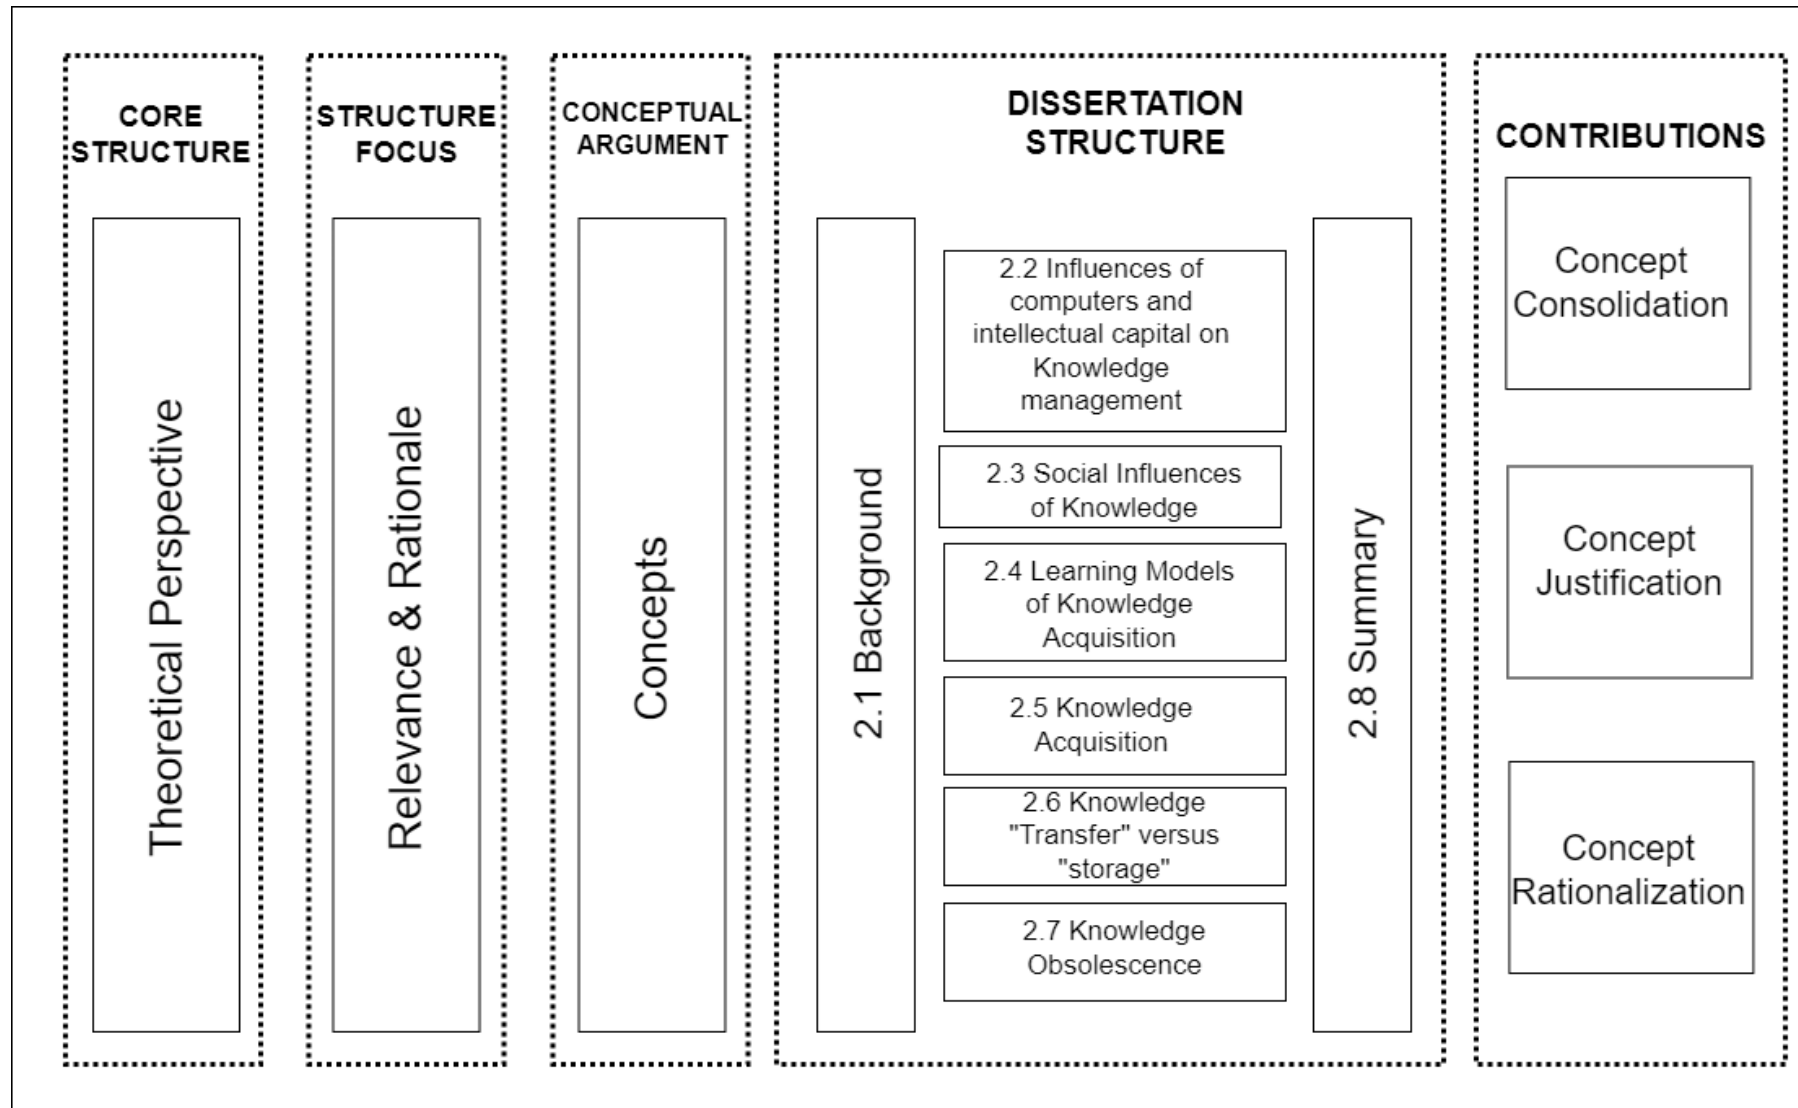 CORE
STRUCTURE
Theoretical Perspective
STRUCTURE
FOCUS
Relevance & Rationale
CONCEPTUAL
ARGUMENT
Concepts
DISSERTATION
STRUCTURE
2.1 Background
2.2 Influences of
computers and
intellectual capital on
Knowledge
management
2.3 Social Influences
of Knowledge
2.4 Learning Models
of Knowledge
Acquisition
2.5 Knowledge
Acquisition
2.6 Knowledge
"Transfer" versus
"storage"
2.7 Knowledge
Obsolescence
2.8 Summary
CONTRIBUTIONS
Concept
Consolidation
Concept
Justification
Concept
Rationalization